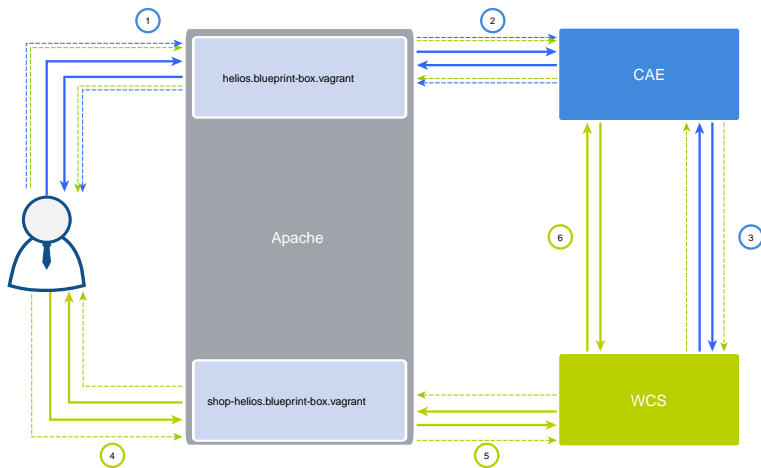 1
2
helios.blueprint-box.vagrant
CAE
Apache
6
3
shop-helios.blueprint-box.vagrant
WCS
4
5